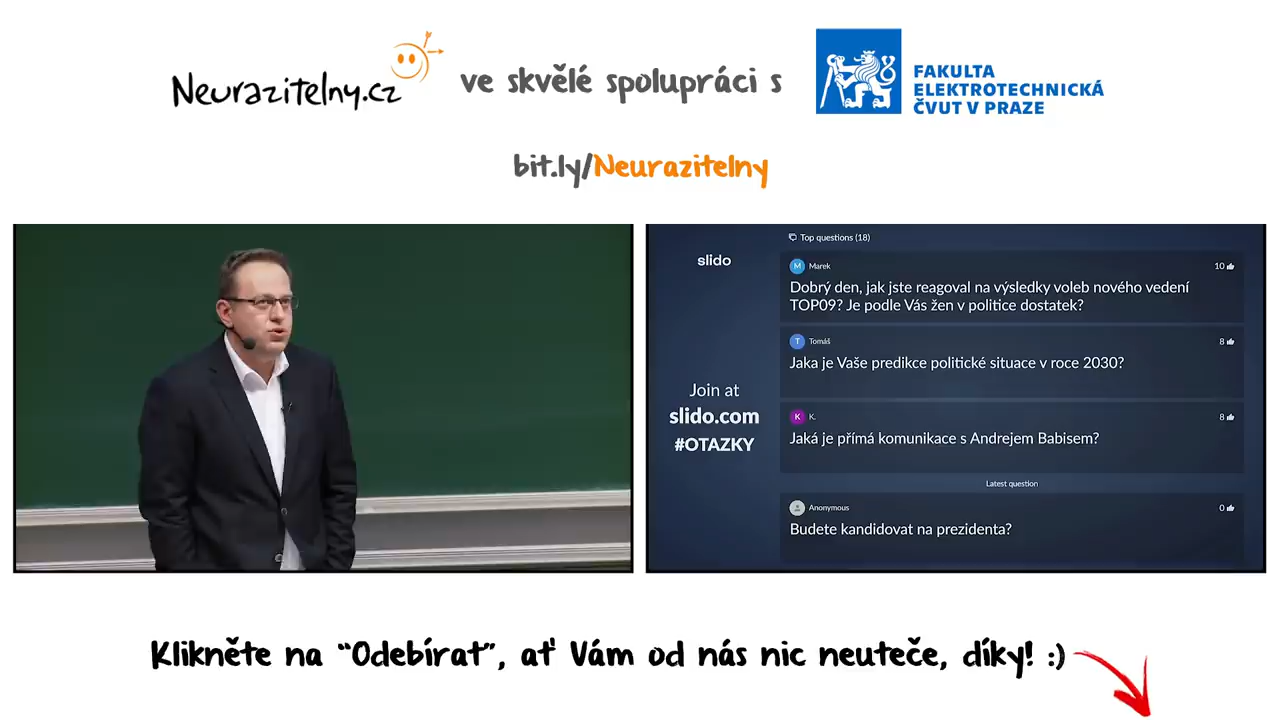 Neurazitelny.cz ve skvělé spolupráci s
FAKULTA
ELEKTROTECHNICKÁ
ČVUT V PRAZE
bit.ly/Neurazitelny
slido
Join at
slido.com
#OTAZKY
Top questions (18)
M Marek 10
Dobrý den, jak jste reagoval na výsledky voleb nového vedení
TOP09? Je podle Vás žen v politice dostatek?
T Tomáš 8
Jaka je Vaše predikce politické situace v roce 2030?
K K. 8
Jaká je přímá komunikace s Andrejem Babisem?
Latest question
Anonymous 0
Budete kandidovat na prezidenta?
Klikněte na “Odebírat”, ať Vám od nás nic neuteče, díky! :)